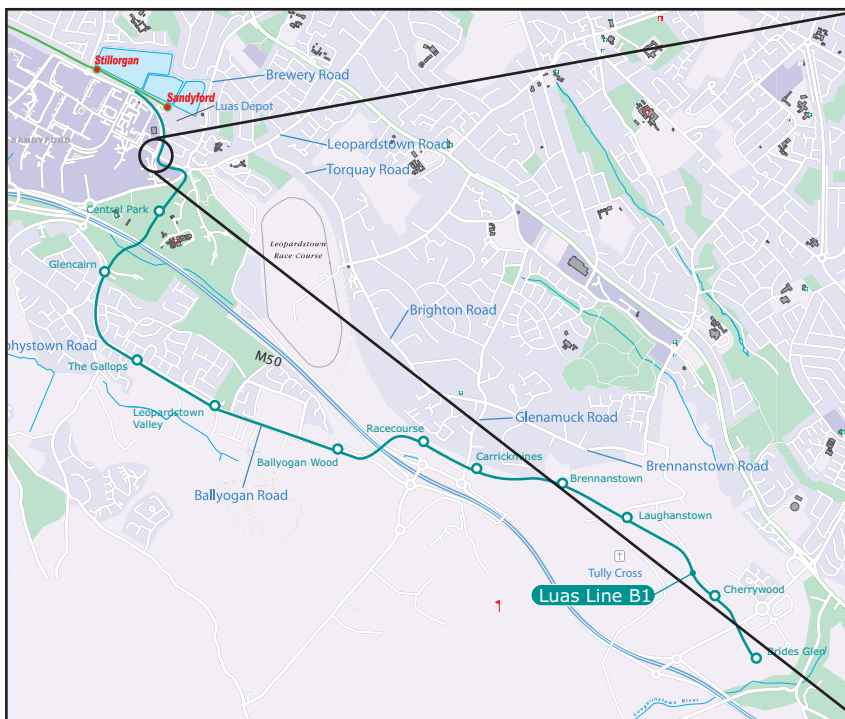 Stillorgan
Brewery Road
Sandyford
Luas Depot
SANDYFORD
Leopardstown Road
Torquay Road
Central Park
Leopardstown
Race Course
Glencairn
Brighton Road
phystown Road
M50
The Gallops
Leopardstown
Valley
Racecourse
Glenamuck Road
Ballyogan Wood
Carrickmines
Brennanstown Road
Brennanstown
Ballyogan Road
Laughanstown
Tully Cross
Luas Line B1
Cherrywood
Brides Glen
Loughlinstown River